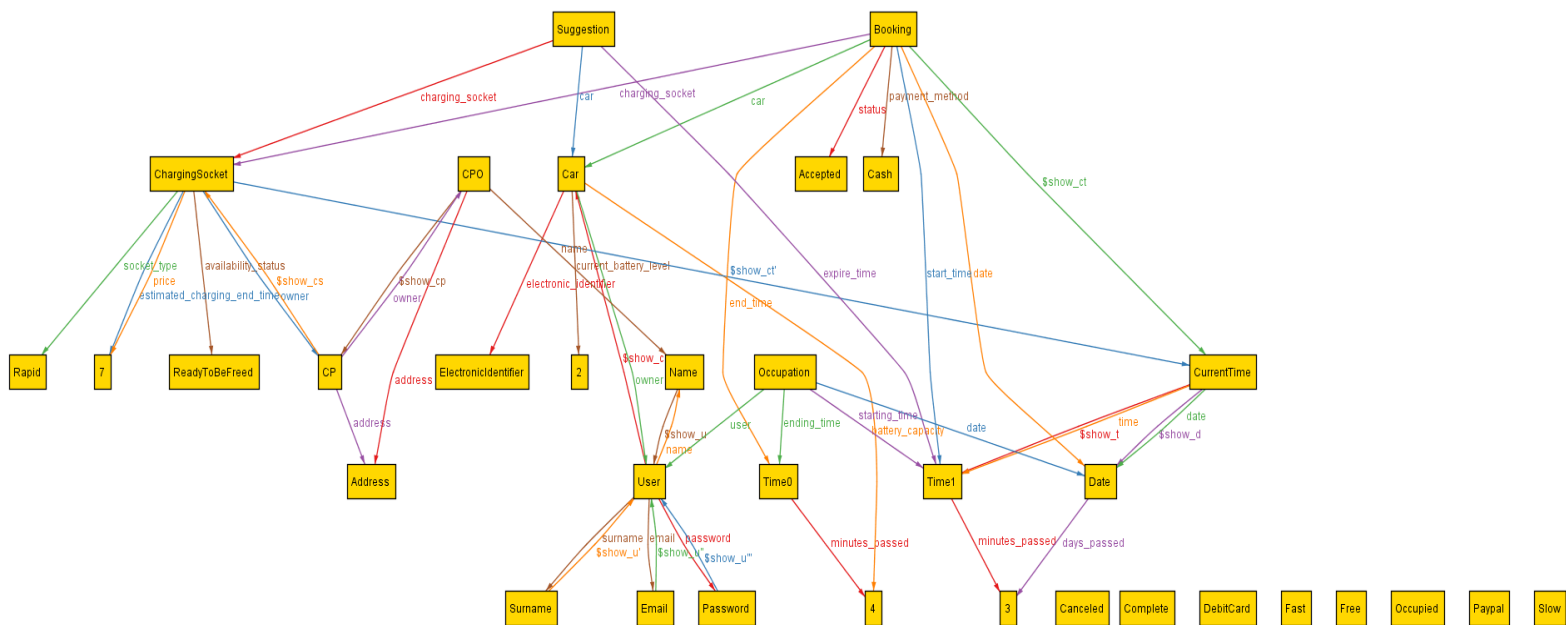 Suggestion
Booking
charging_socket
car
charging_socket
car
payment_method
status
$show_ct
ChargingSocket
CPO
Car
Accepted
Cash
socket_type
price
estimated_charging_end_time
availability_status
$show_cs
owner
$show_cp
owner
name
current_battery_level
electronic_identifier
$show_ct'
end_time
expire_time
start_time
date
Rapid
7
ReadyToBeFreed
CP
ElectronicIdentifier
2
Name
Occupation
CurrentTime
$show_c
owner
address
address
$show_u
name
user
ending_time
starting_time
battery_capacity
date
$show_t
time
$show_d
date
Address
User
Time0
Time1
Date
surname
email
password
$show_u'
$show_u''
$show_u'''
minutes_passed
minutes_passed
days_passed
Surname
Email
Password
4
3
Canceled
Complete
DebitCard
Fast
Free
Occupied
Paypal
Slow